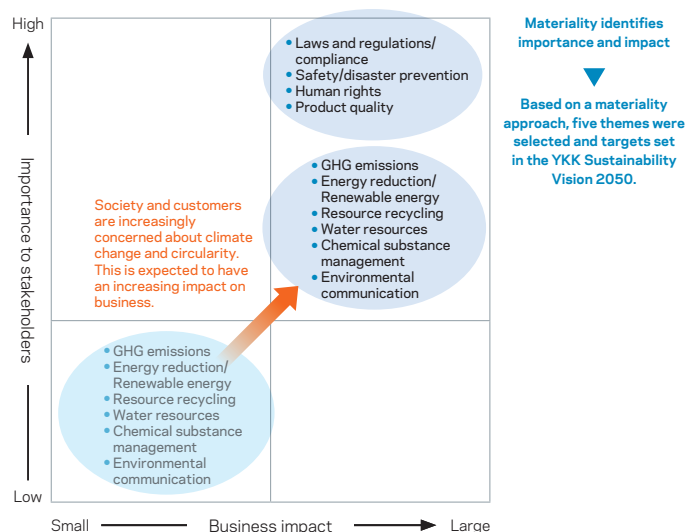 High
Importance to stakeholders
Low
• Laws and regulations/
compliance
• Safety/disaster prevention
• Human rights
• Product quality
• GHG emissions
• Energy reduction/
Renewable energy
• Resource recycling
• Water resources
• Chemical substance
management
• Environmental
communication
Society and customers
are increasingly
concerned about climate
change and circularity.
This is expected to have
an increasing impact on
business.
• GHG emissions
• Energy reduction/
Renewable energy
• Resource recycling
• Water resources
• Chemical substance
management
• Environmental
communication
Small
Business impact
Large
Materiality identifies
importance and impact
Based on a materiality
approach, five themes were
selected and targets set
in the YKK Sustainability
Vision 2050.